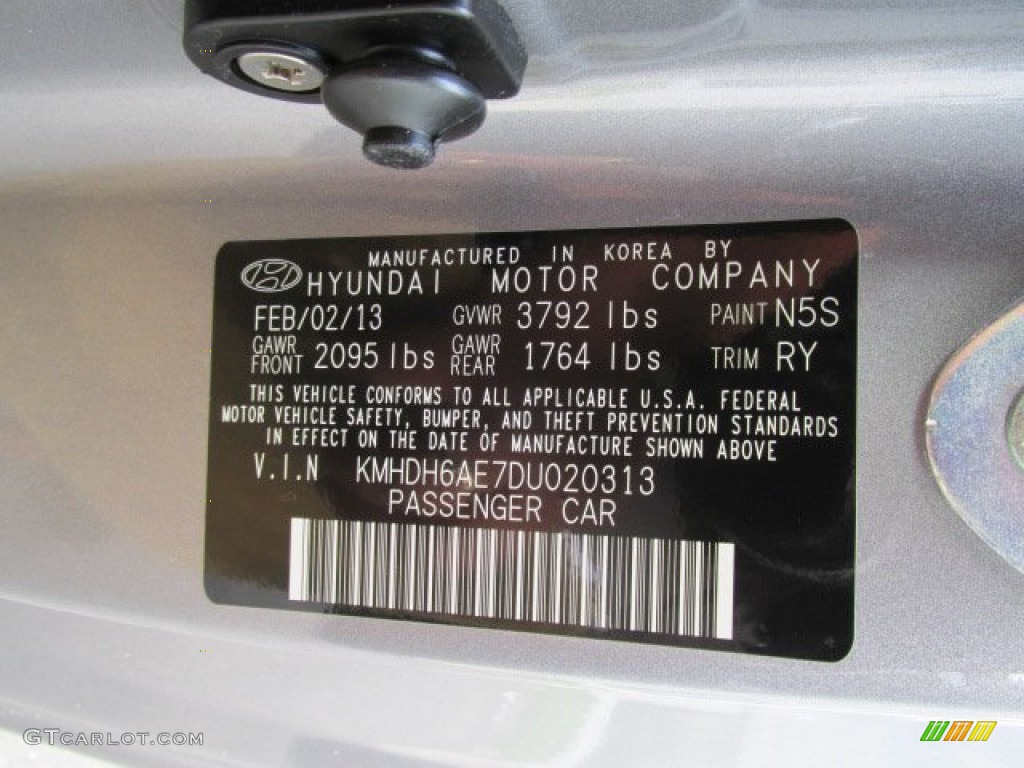 MANUFACTURED IN KOREA BY
HYUNDAI MOTOR COMPANY
FEB/02/13 GVWR 3792 lbs PAINT N5S
GAWR FRONT 2095 lbs GAWR REAR 1764 lbs TRIM RY
THIS VEHICLE CONFORMS TO ALL APPLICABLE U.S.A. FEDERAL
MOTOR VEHICLE SAFETY, BUMPER, AND THEFT PREVENTION STANDARDS
IN EFFECT ON THE DATE OF MANUFACTURE SHOWN ABOVE
V.I.N KMHDH6AE7DU020313
PASSENGER CAR
GTCARLOT.COM